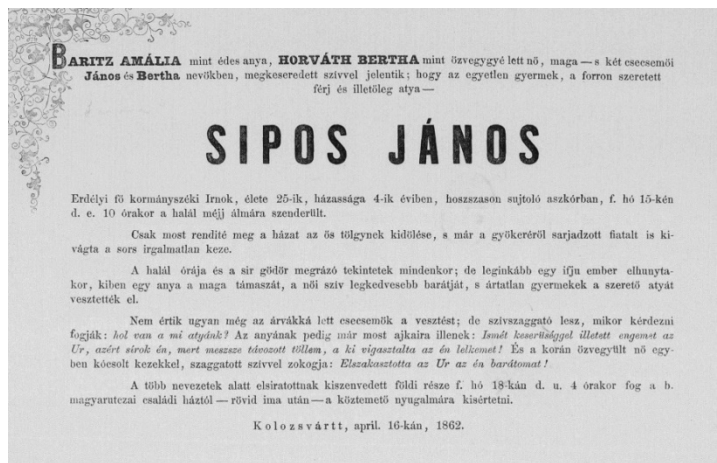 BARITZ AMÁLIA mint édes anya, HORVÁTH BERTHA mint özvegygyé lett nő, maga — s két csecsemői
János és Bertha nevökben, megkeseredett szívvel jelentik; hogy az egyetlen gyermek, a forron szeretett
férj és illetőleg atya —
SIPOS JÁNOS
Erdélyi fő kormányszéki Irnok, élete 25-ik, házassága 4-ik évíben, hoszszason sujtoló aszkórban, f. hó 15-kén
d. e. 10 órakor a halál méjj álmára szenderült.
Csak most rendité meg a házat az ős tölgynek kidőlése, s már a gyökeréről sarjadzott fiatalt is ki-
vágta a sors irgalmatlan keze.
A halál órája és a sir gödör megrázó tekintetek mindenkor; de leginkább egy ifju ember elhunyta-
kor, kiben egy anya a maga támaszát, a női szív legkedvesebb barátját, s ártatlan gyermekek a szerető atyát
vesztették el.
Nem értik ugyan még az árvákká lett csecsemők a vesztést; de szívszaggató lesz, mikor kérdezni
fogják: hol van a mi atyánk? Az anyának pedig már most ajkaira illenek: Ismét keserűséggel illetett engemet az
Ur, azért sírok én, mert meszsze távozott tőllem, a ki vigasztalta az én lelkemet! És a korán özvegyült nő egy-
ben kócsolt kezekkel, szaggatott szívvel zokogja: Elszakasztotta az Ur az én barátomat!
A több nevezetek alatt elsiratottnak kiszenvedett földi része f. hó 18-kán d. u. 4 órakor fog a b.
magyarutczai családi háztól — rövid ima után — a köztemető nyugalmára kisértetni.
Kolozsvártt, april. 16-kán, 1862.